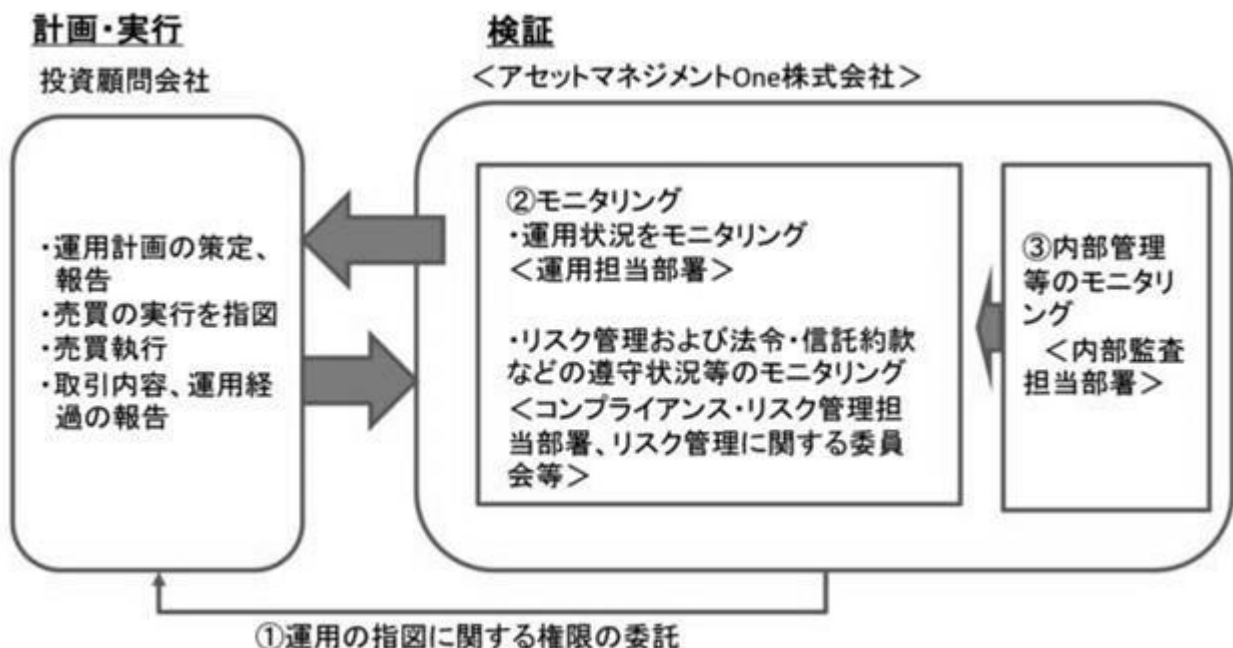 計画・実行
投資顧問会社
・運用計画の策定、
報告
・売買の実行を指図
・売買執行
・取引内容、運用経
過の報告
検証
＜アセットマネジメントOne株式会社＞
②モニタリング
・運用状況をモニタリング
＜運用担当部署＞
・リスク管理および法令・信託約款
などの遵守状況等のモニタリング
＜コンプライアンス・リスク管理担
当部署、リスク管理に関する委員
会等＞
③内部管理
等のモニタリ
ング
＜内部監査
担当部署＞
①運用の指図に関する権限の委託